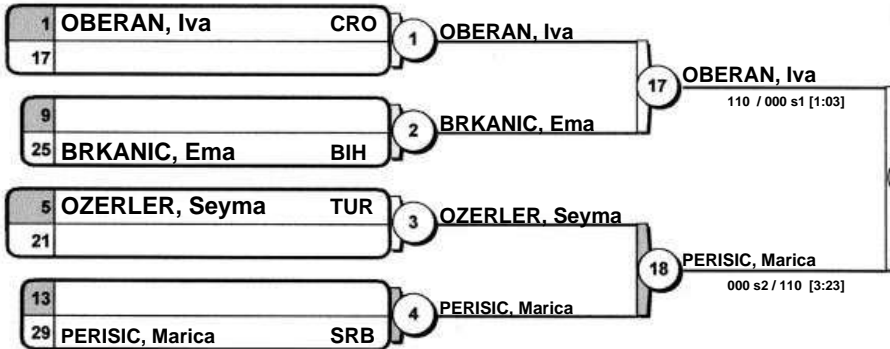 1 OBERAN, Iva CRO
17
1 OBERAN, Iva
9
25 BRKANIC, Ema BIH
2 BRKANIC, Ema
17 OBERAN, Iva
110 / 000 s1 [1:03]
5 OZERLER, Seyma TUR
21
3 OZERLER, Seyma
13
29 PERISIC, Marica SRB
4 PERISIC, Marica
18 PERISIC, Marica
000 s2 / 110 [3:23]